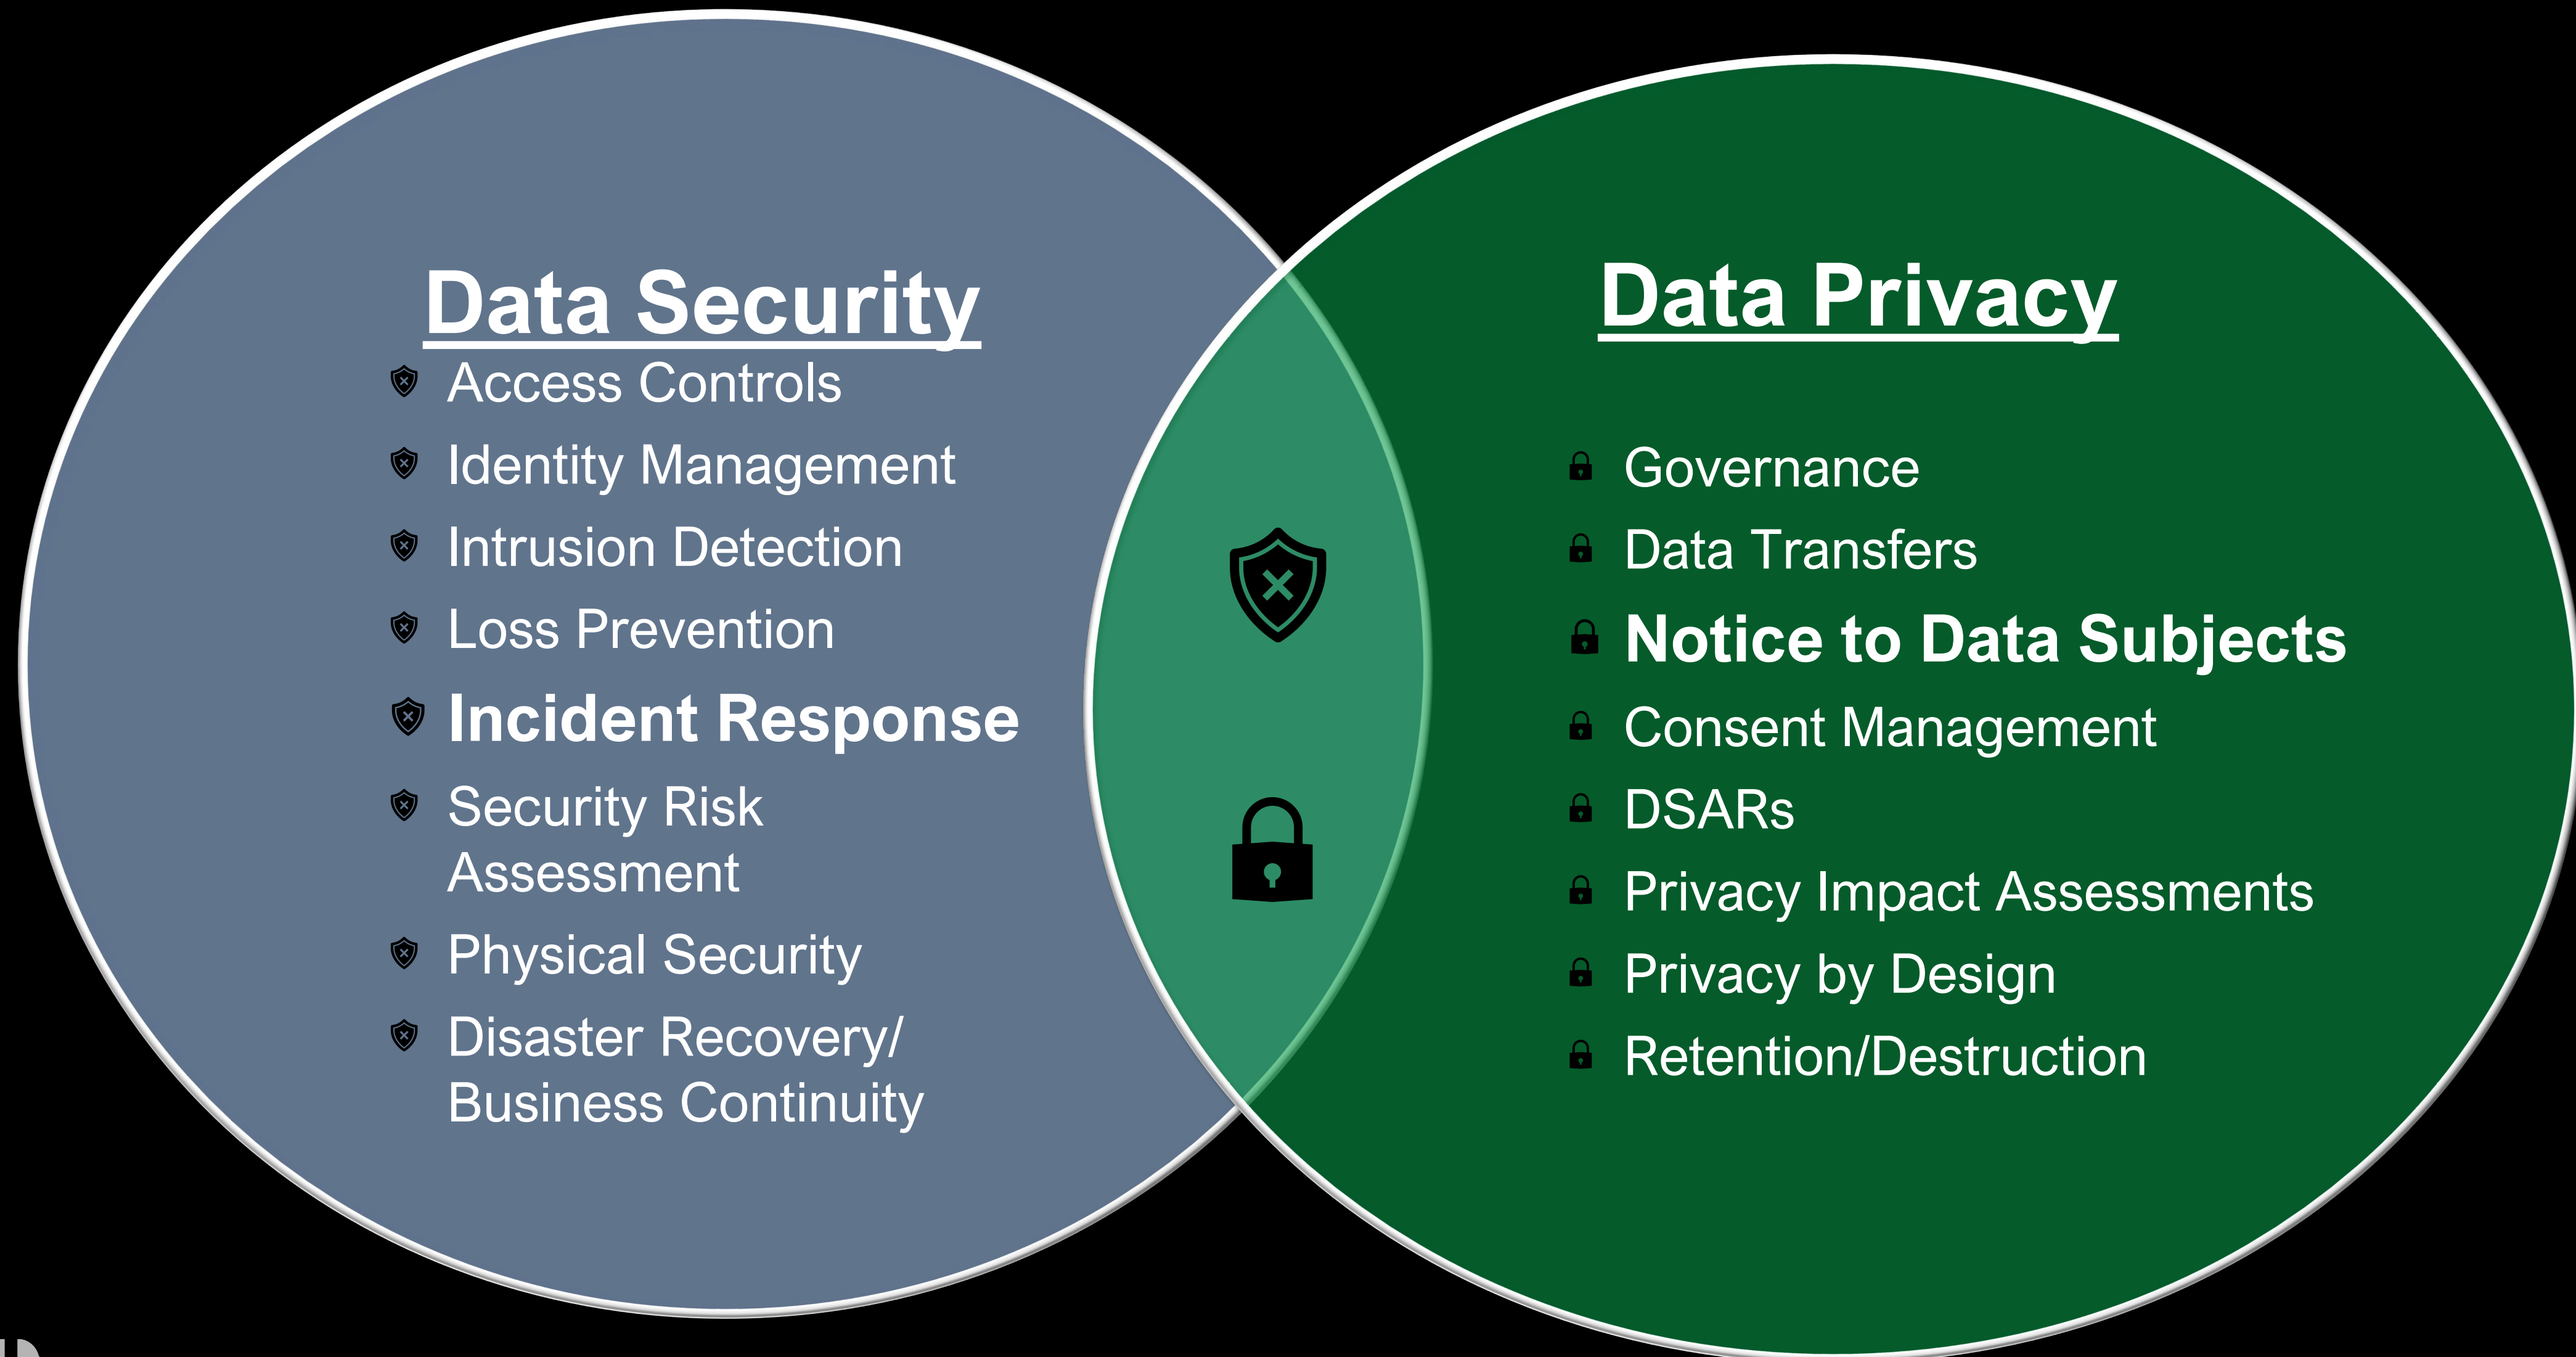 Data Security
Access Controls
Identity Management
Intrusion Detection
Loss Prevention
Incident Response
Security Risk
Assessment
Physical Security
Disaster Recovery/
Business Continuity
Data Privacy
Governance
Data Transfers
Notice to Data Subjects
Consent Management
DSARs
Privacy Impact Assessments
Privacy by Design
Retention/Destruction